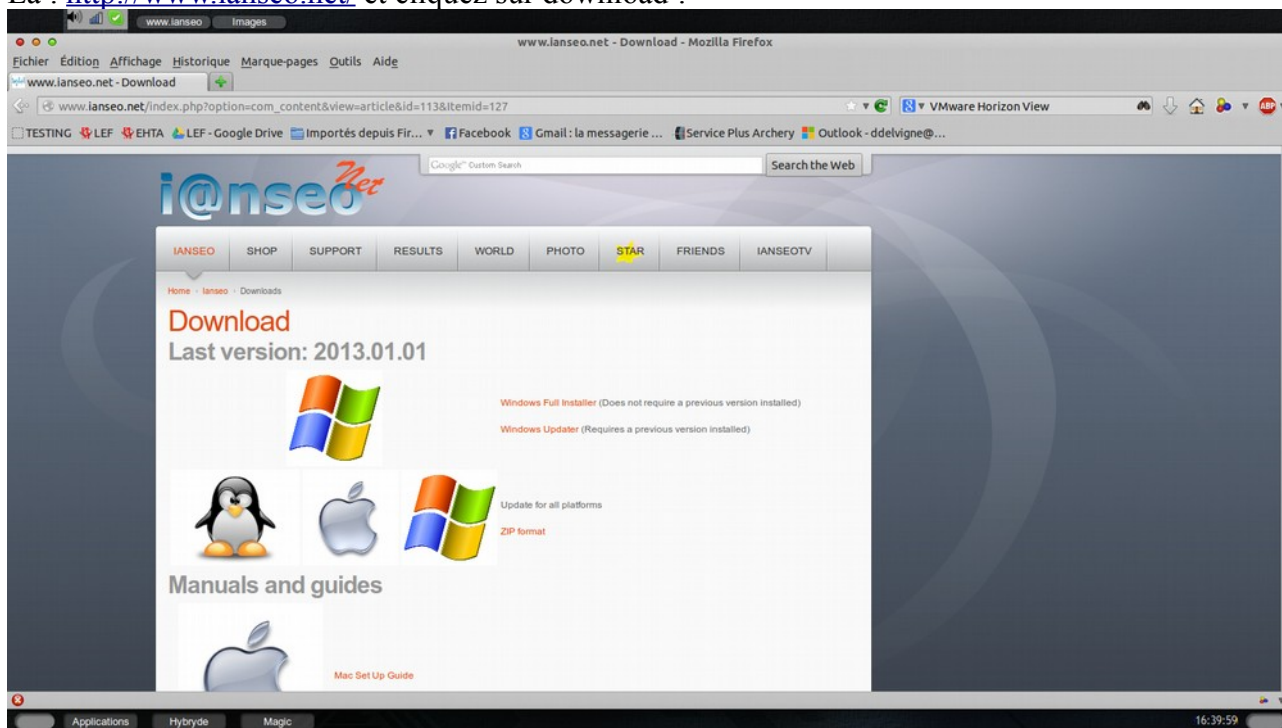 Là : http://www.ianseo.net/ et cliquez sur download :
www.ianseo Images
www.ianseo.net - Download - Mozilla Firefox
Fichier Édition Affichage Historique Marque-pages Outils Aide
www.ianseo.net - Download
www.ianseo.net/index.php?option=com_content&view=article&id=113&Itemid=127
VMware Horizon View
ABP
TESTING LEF EHTA LEF - Google Drive Importés depuis Fir... Facebook Gmail : la messagerie ... Service Plus Archery Outlook - ddelvigne@...
i@nseo Net
Google™ Custom Search
Search the Web
IANSEO SHOP SUPPORT RESULTS WORLD PHOTO STAR FRIENDS IANSEOTV
Home Ianseo Downloads
Download
Last version: 2013.01.01
Windows Full Installer (Does not require a previous version installed)
Windows Updater (Requires a previous version installed)
Update for all platforms
ZIP format
Manuals and guides
Mac Set Up Guide
Applications Hybryde Magic
16:39:59